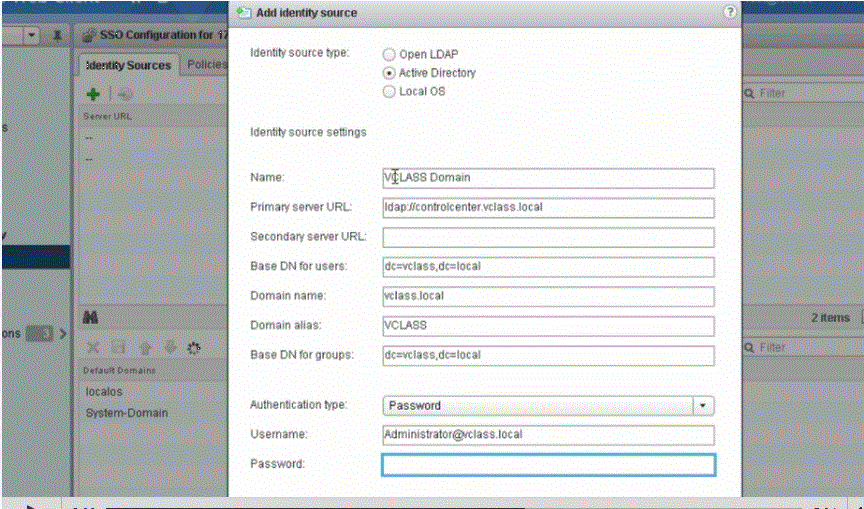 Add identity source
?
SSO Configuration for 17
Identity Sources Policies
Server URL
--
--
Filter
Identity source type:
Open LDAP
Active Directory
Local OS
Identity source settings
Name: VCLASS Domain
Primary server URL: ldap://controlcenter.vclass.local
Secondary server URL:
Base DN for users: dc=vclass,dc=local
Domain name: vclass.local
Domain alias: VCLASS
Base DN for groups: dc=vclass,dc=local
Authentication type: Password
Username: Administrator@vclass.local
Password:
2 items
Filter
ons 3
Default Domains
localos
System-Domain